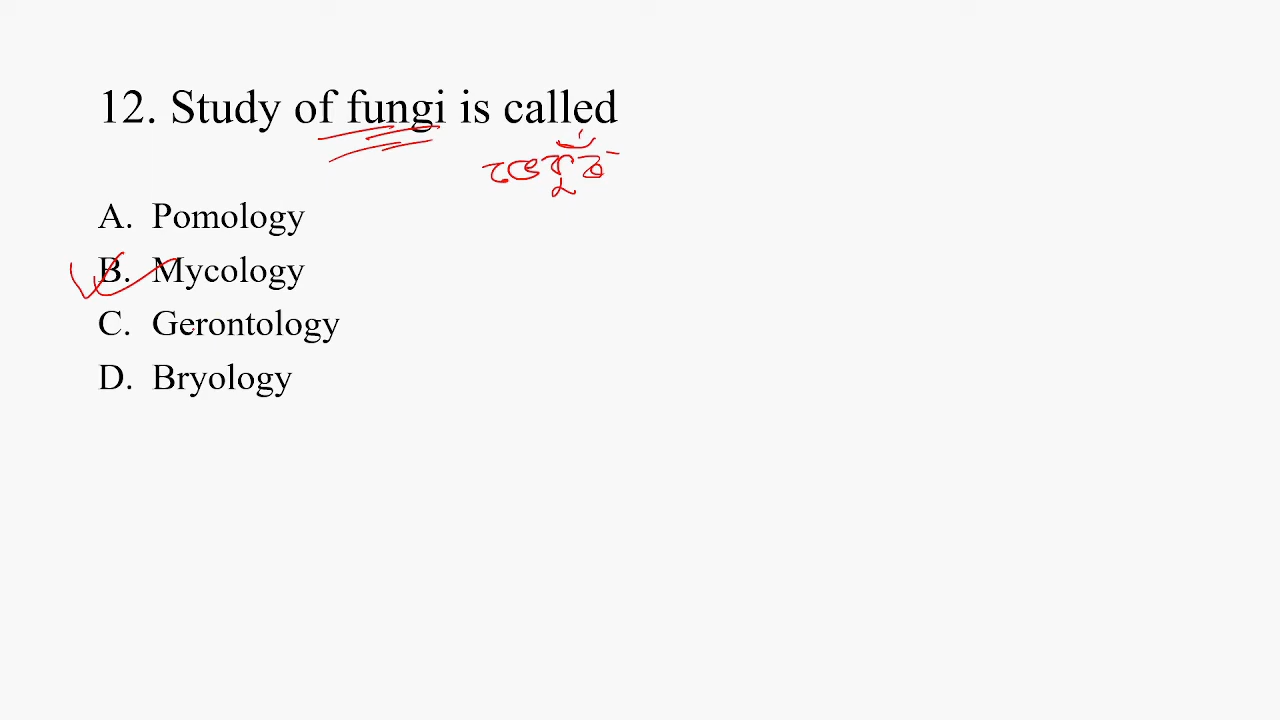 12. Study of fungi is called
ভেকুঁৰ
A. Pomology
B. Mycology
C. Gerontology
D. Bryology